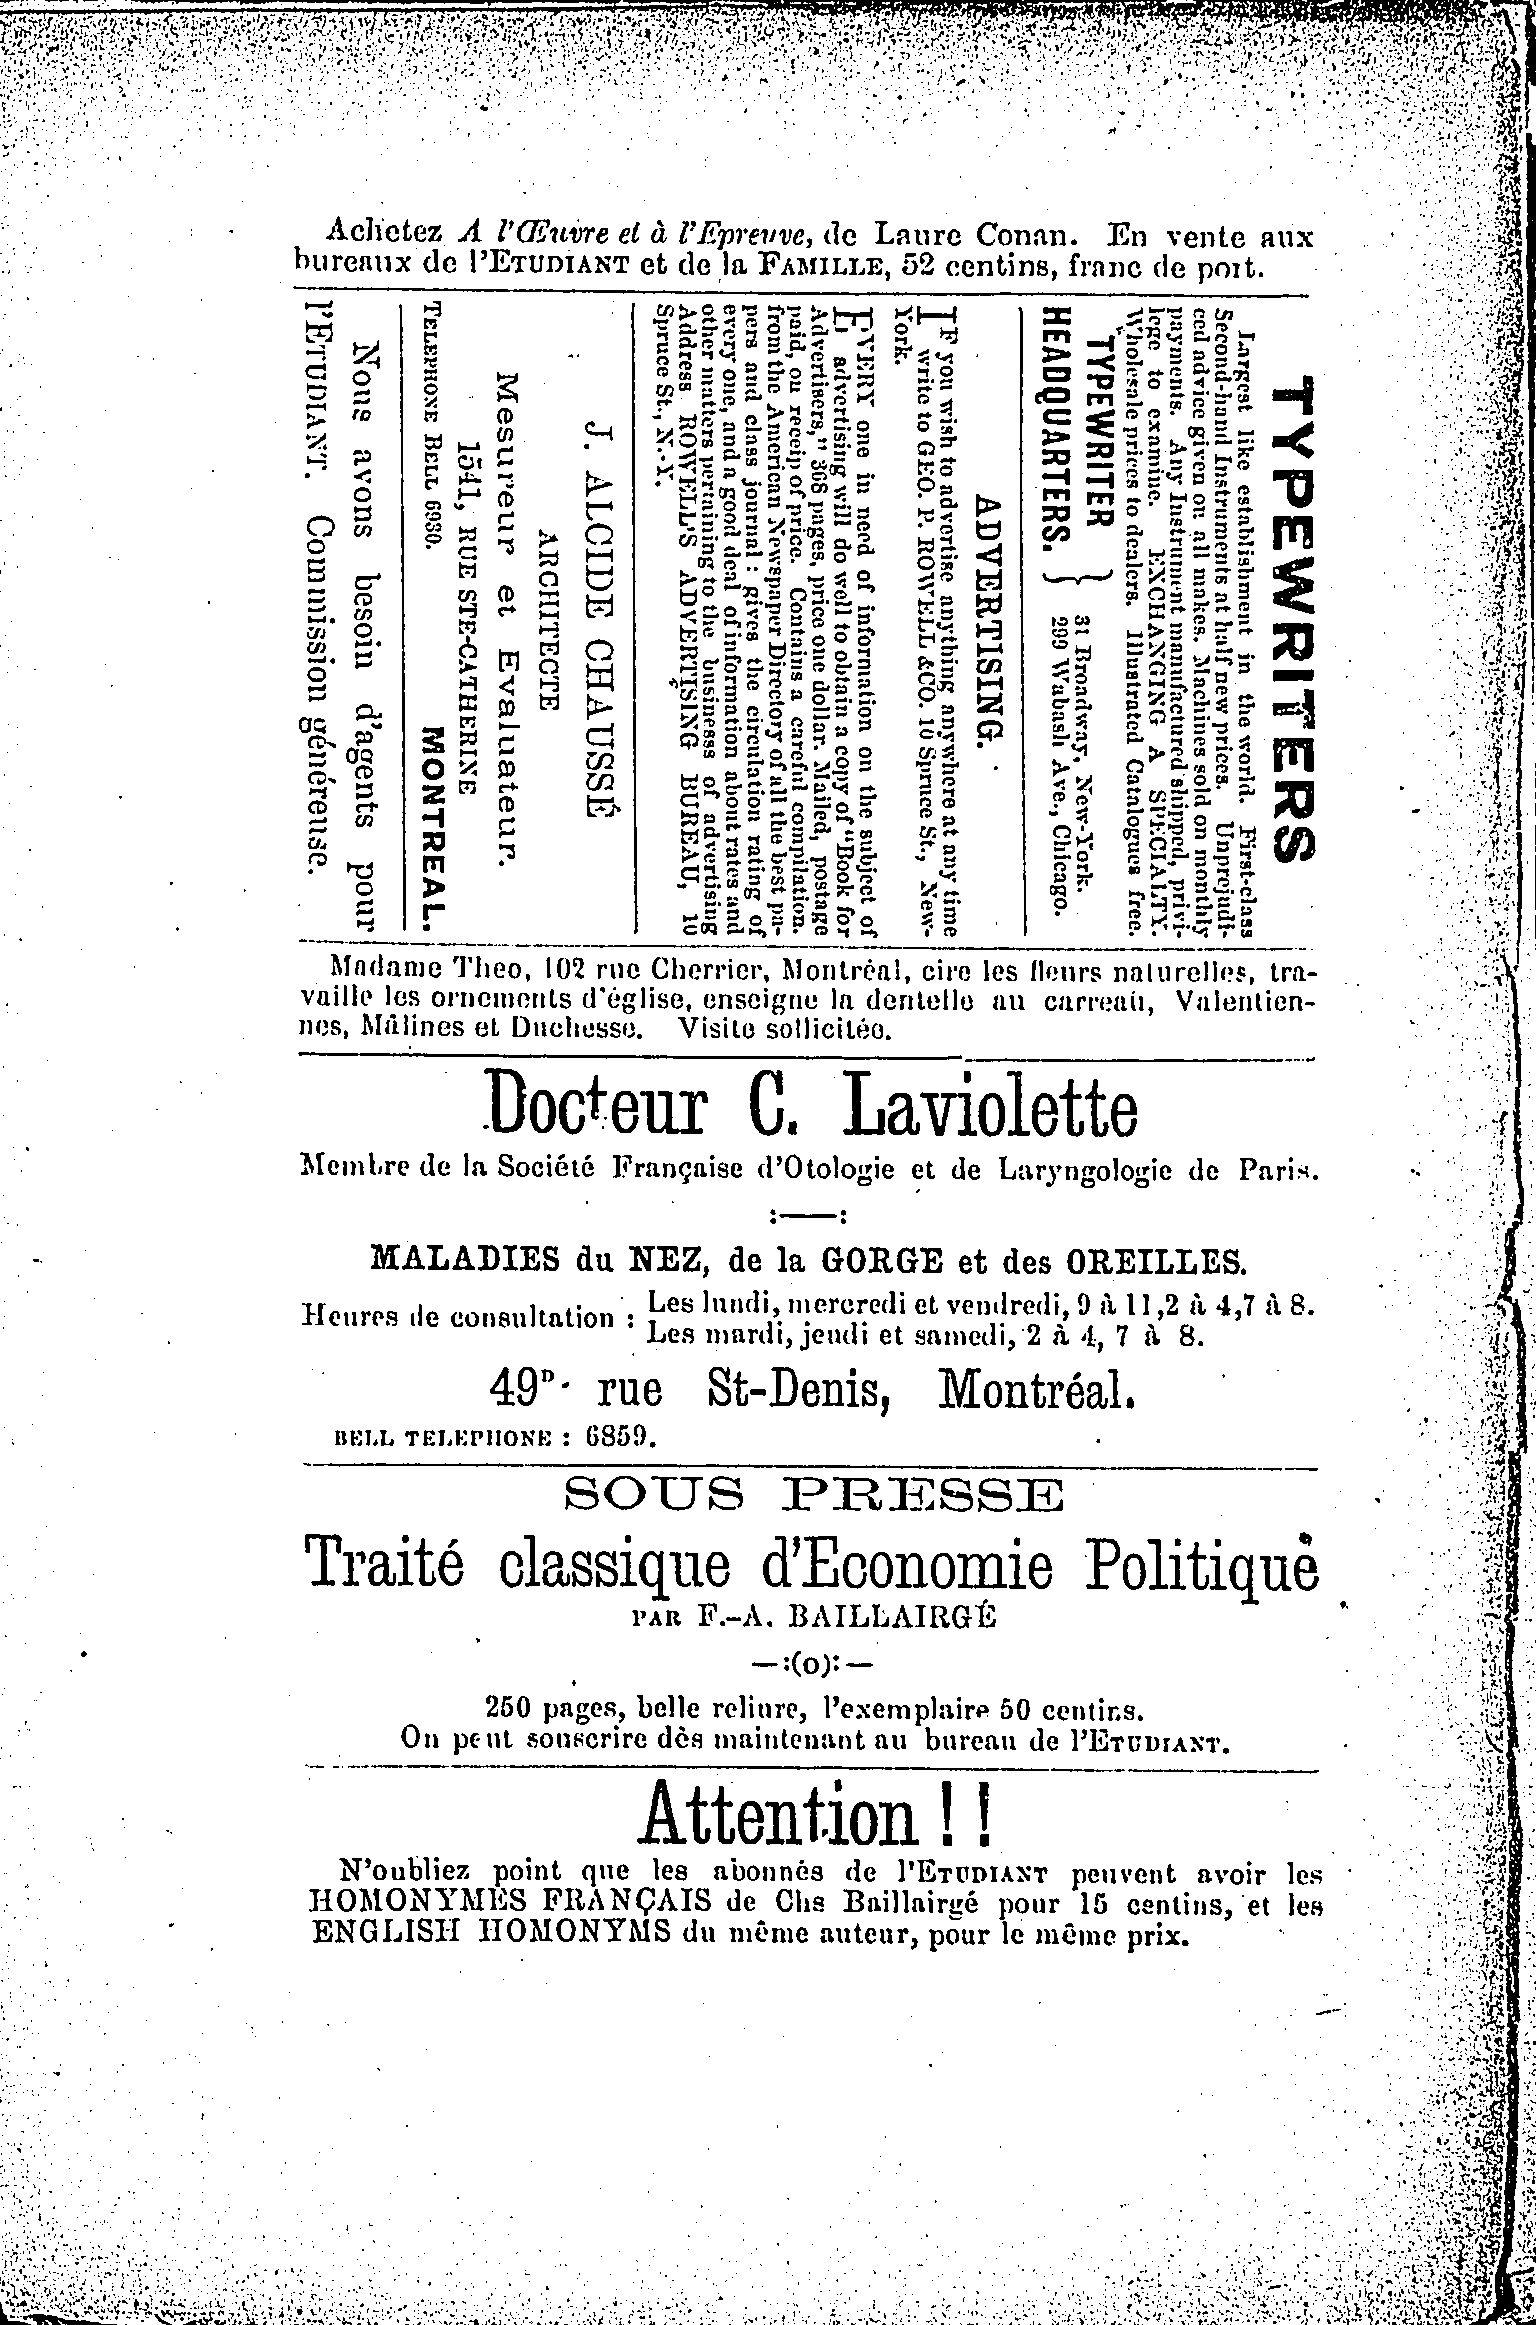 Achetez A l'Œuvre et à l'Epreuve, de Laure Conan. En vente aux
bureaux de l'ETUDIANT et de la FAMILLE, 52 centins, franc de port.
TYPEWRITERS
Largest like establishment in the world. First-class
Second-hand Instruments at half new prices. Unprejudi-
ced advice given on all makes. Machines sold on monthly
payments. Any Instrument manufactured shipped, privi-
lege to examine. EXCHANGING A SPECIALTY.
Wholesale prices to dealers. Illustrated Catalogues free.
TYPEWRITER
HEADQUARTERS. }
31 Broadway, New-York.
299 Wabash Ave., Chicago.
ADVERTISING.
IF you wish to advertise anything anywhere at any time
write to GEO. P. ROWELL & CO. 10 Spruce St., New-
York.
EVERY one in need of information on the subject of
advertising will do well to obtain a copy of "Book for
Advertisers," 368 pages, price one dollar. Mailed, postage
paid, on receip of price. Contains a careful compilation.
from the American Newspaper Directory of all the best pa-
pers and class journal: gives the circulation rating of
every one, and a good deal of information about rates and
other matters pertaining to the businesss of advertising
Address ROWELL'S ADVERTISING BUREAU, 10
Spruce St., N.-Y.
J. ALCIDE CHAUSSÉ
ARCHITECTE
Mesureur et Evaluateur.
1541, RUE STE-CATHERINE
TELEPHONE BELL 6930. MONTREAL.
Nous avons besoin d'agents pour
l'ETUDIANT. Commission généreuse.
Madame Theo, 102 rue Cherrier, Montréal, cire les fleurs naturelles, tra-
vaille les ornements d'église, enseigne la dentelle au carreau, Valentien-
nes, Mâlines et Duchesse. Visite sollicitée.
Docteur C. Laviolette
Membre de la Société Française d'Otologie et de Laryngologie de Paris.
:——:
MALADIES du NEZ, de la GORGE et des OREILLES.
Heures de consultation : Les lundi, mercredi et vendredi, 9 à 11, 2 à 4, 7 à 8.
Les mardi, jeudi et samedi, 2 à 4, 7 à 8.
49D. rue St-Denis, Montréal.
BELL TELEPHONE : 6859.
SOUS PRESSE
Traité classique d'Economie Politique
PAR F.-A. BAILLAIRGÉ
—:(o):—
250 pages, belle reliure, l'exemplaire 50 centins.
On peut souscrire dès maintenant au bureau de l'ETUDIANT.
Attention ! !
N'oubliez point que les abonnés de l'ETUDIANT peuvent avoir les
HOMONYMES FRANÇAIS de Chs Baillairgé pour 15 centins, et les
ENGLISH HOMONYMS du même auteur, pour le même prix.